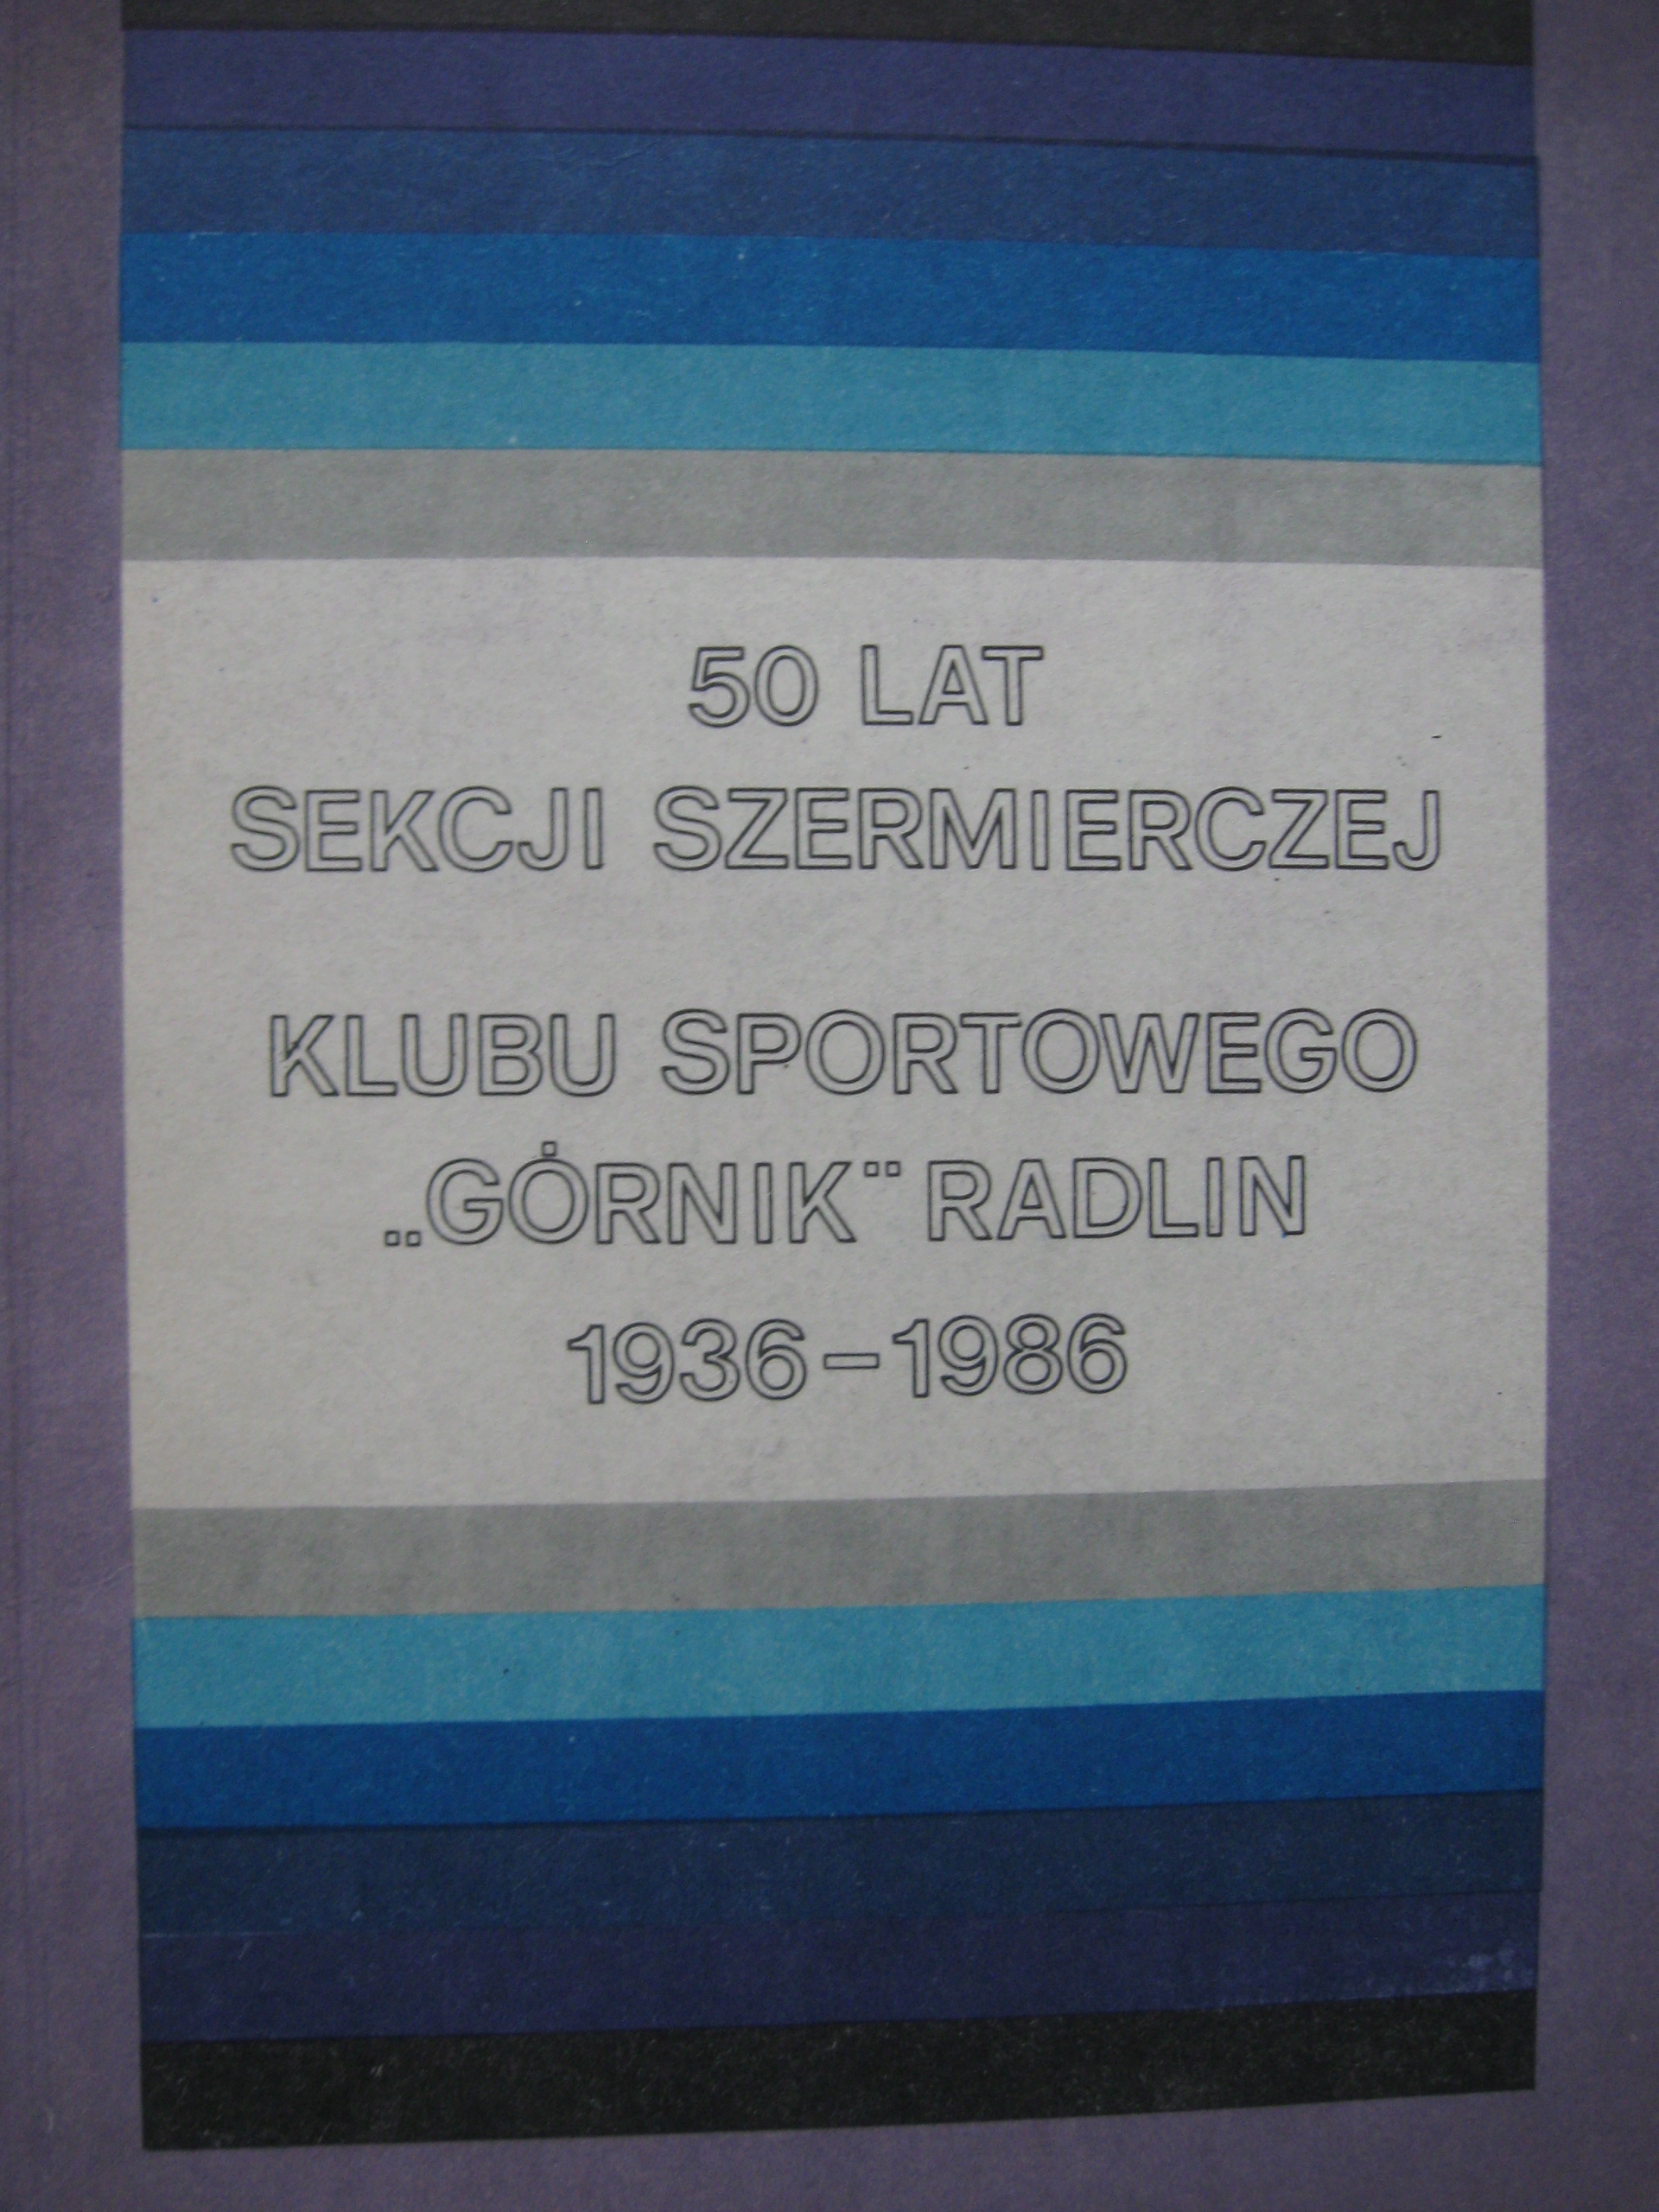 50 LAT
SEKCJI SZERMIERCZEJ
KLUBU SPORTOWEGO
„GÓRNIK” RADLIN
1936–1986